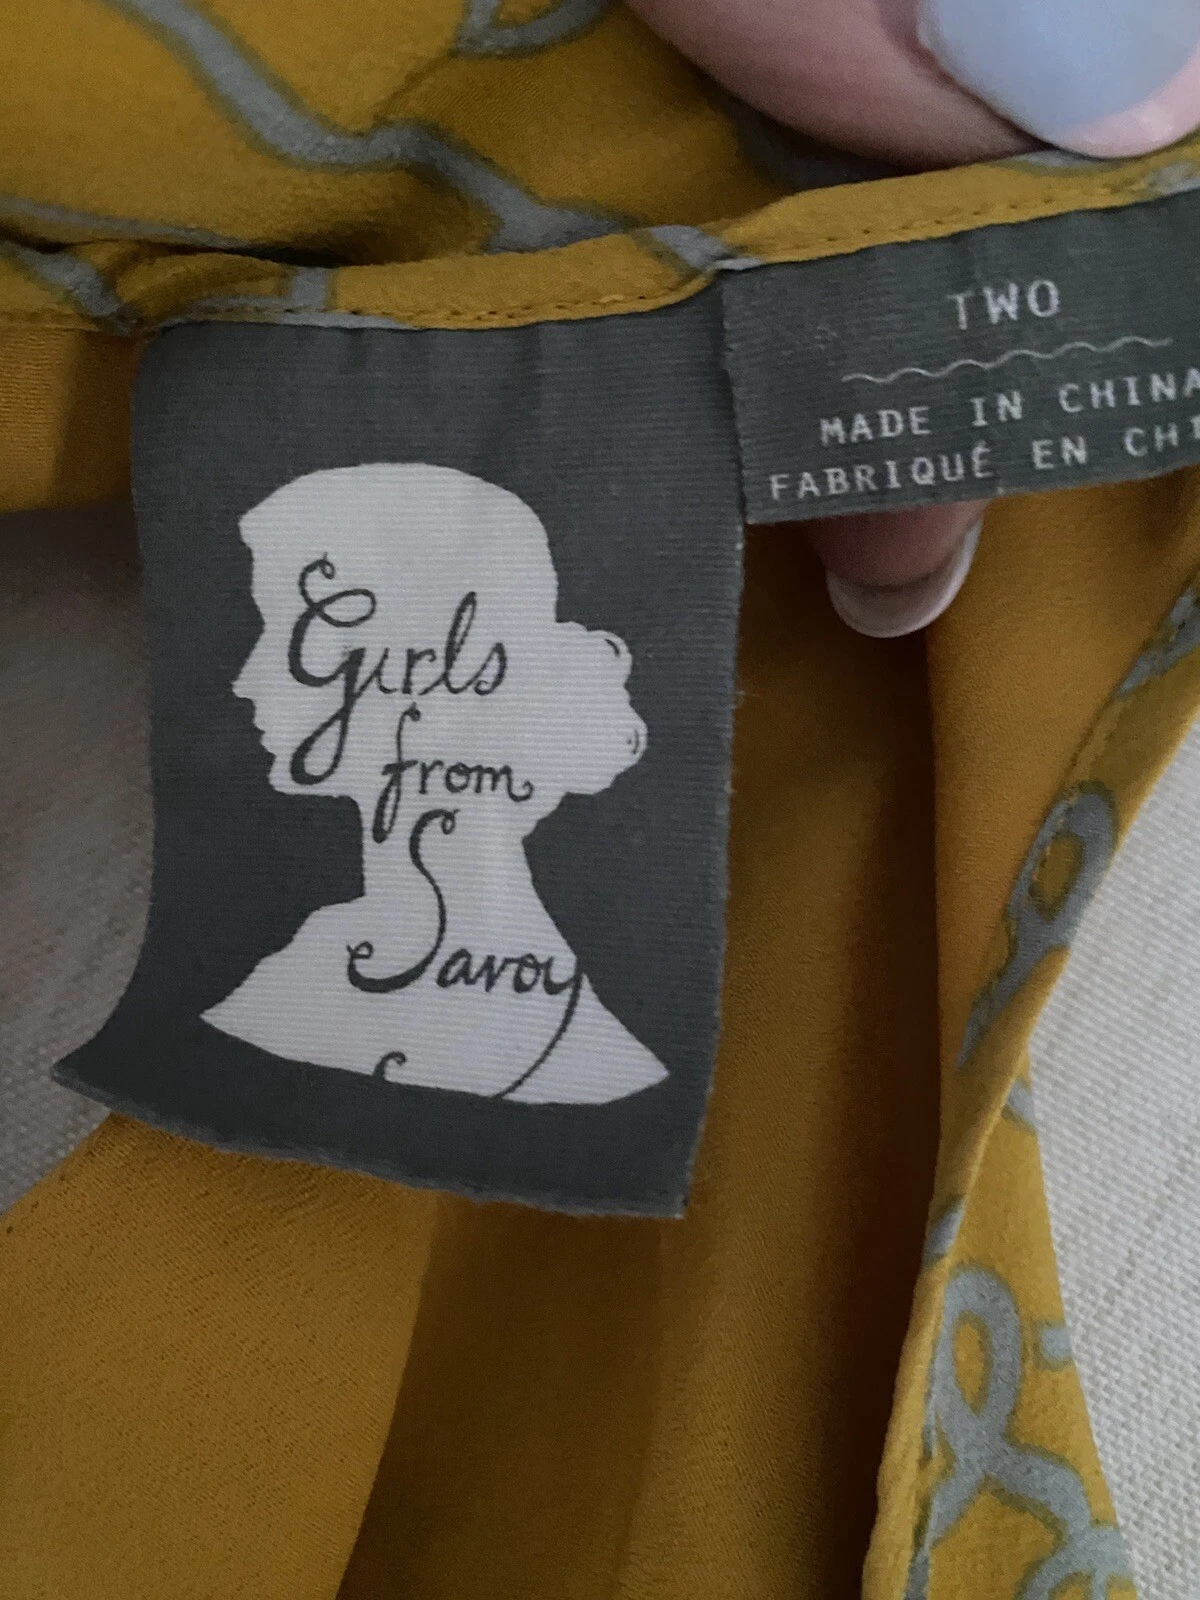 Girls
from
Savoy
TWO
MADE IN CHINA
FABRIQUÉ EN CHI